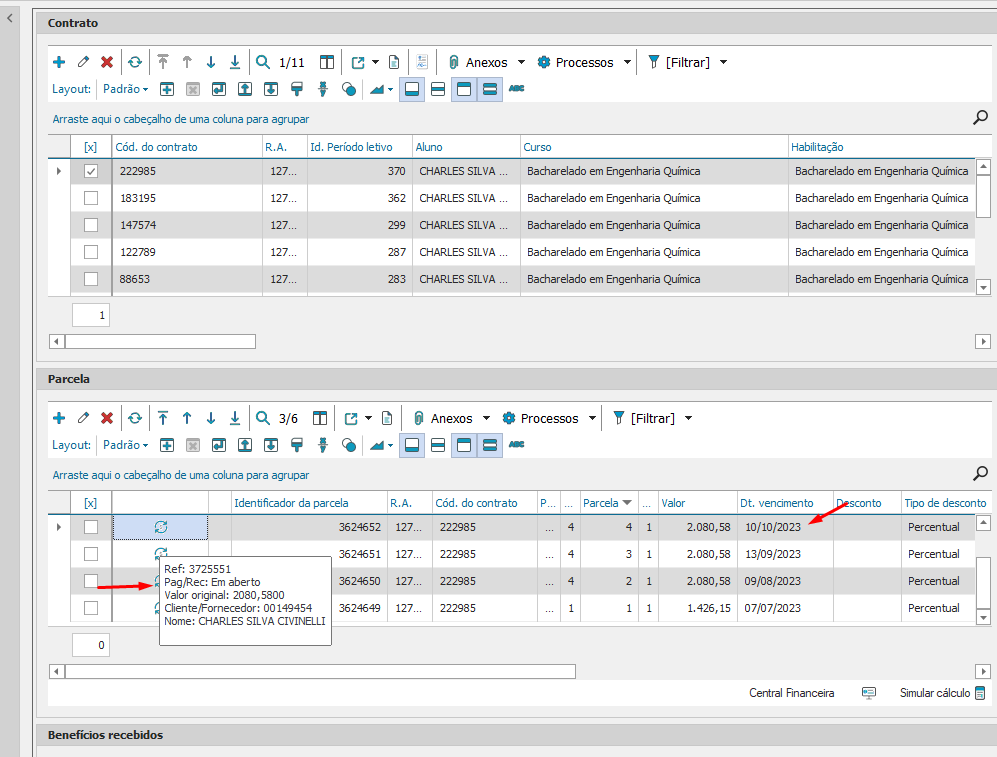 Contrato
1/11 Anexos Processos [Filtrar]
Layout: Padrão ABC
Arraste aqui o cabeçalho de uma coluna para agrupar
[x] Cód. do contrato R.A. Id. Período letivo Aluno Curso Habilitação
222985 127... 370 CHARLES SILVA ... Bacharelado em Engenharia Química Bacharelado em Engenharia Química
183195 127... 362 CHARLES SILVA ... Bacharelado em Engenharia Química Bacharelado em Engenharia Química
147574 127... 299 CHARLES SILVA ... Bacharelado em Engenharia Química Bacharelado em Engenharia Química
122789 127... 287 CHARLES SILVA ... Bacharelado em Engenharia Química Bacharelado em Engenharia Química
88653 127... 283 CHARLES SILVA ... Bacharelado em Engenharia Química Bacharelado em Engenharia Química
1
Parcela
3/6 Anexos Processos [Filtrar]
Layout: Padrão ABC
Arraste aqui o cabeçalho de uma coluna para agrupar
[x] Identificador da parcela R.A. Cód. do contrato P... ... Parcela ... Valor Dt. vencimento Desconto Tipo de desconto
3624652 127... 222985 ... 4 4 1 2.080,58 10/10/2023 Percentual
3624651 127... 222985 ... 4 3 1 2.080,58 13/09/2023 Percentual
3624650 127... 222985 ... 4 2 1 2.080,58 09/08/2023 Percentual
3624649 127... 222985 ... 1 1 1 1.426,15 07/07/2023 Percentual
Ref: 3725551
Pag/Rec: Em aberto
Valor original: 2080,5800
Cliente/Fornecedor: 00149454
Nome: CHARLES SILVA CIVINELLI
0
Central Financeira Simular cálculo
Benefícios recebidos